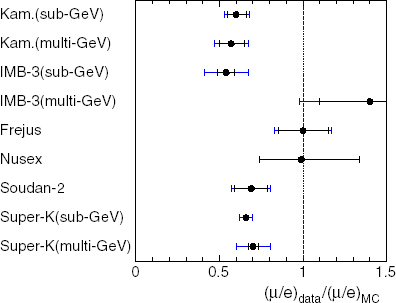 Kam.(sub-GeV)
Kam.(multi-GeV)
IMB-3(sub-GeV)
IMB-3(multi-GeV)
Frejus
Nusex
Soudan-2
Super-K(sub-GeV)
Super-K(multi-GeV)
0 0.5 1 1.5
(μ/e)data/(μ/e)MC